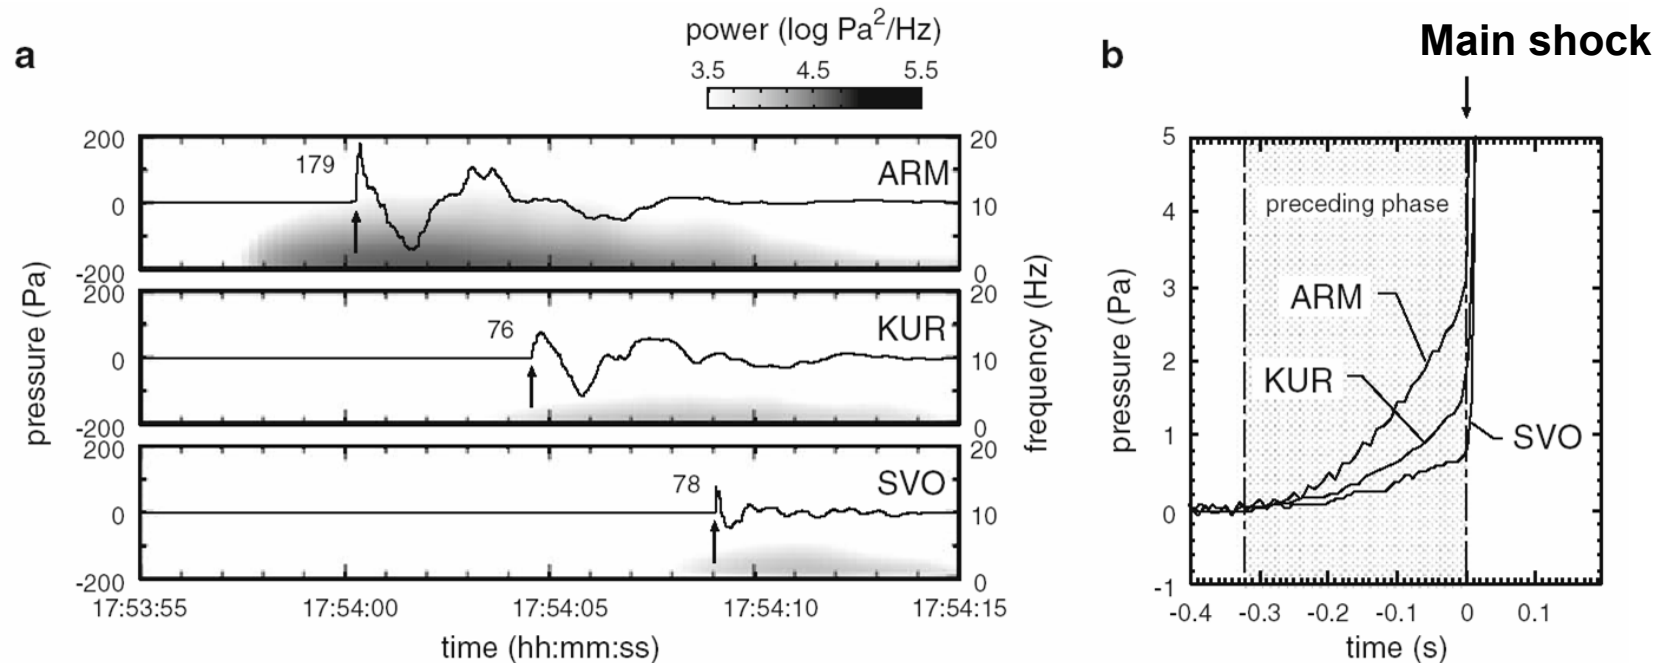 a
power (log Pa²/Hz)
3.5 4.5 5.5
200
0
-200
179
ARM
20
10
0
200
0
-200
76
KUR
20
10
0
200
0
-200
78
SVO
20
10
0
pressure (Pa)
frequency (Hz)
17:53:55 17:54:00 17:54:05 17:54:10 17:54:15
time (hh:mm:ss)
b
Main shock
5
4
3
2
1
0
-1
pressure (Pa)
preceding phase
ARM
KUR
SVO
-0.4 -0.3 -0.2 -0.1 0 0.1
time (s)